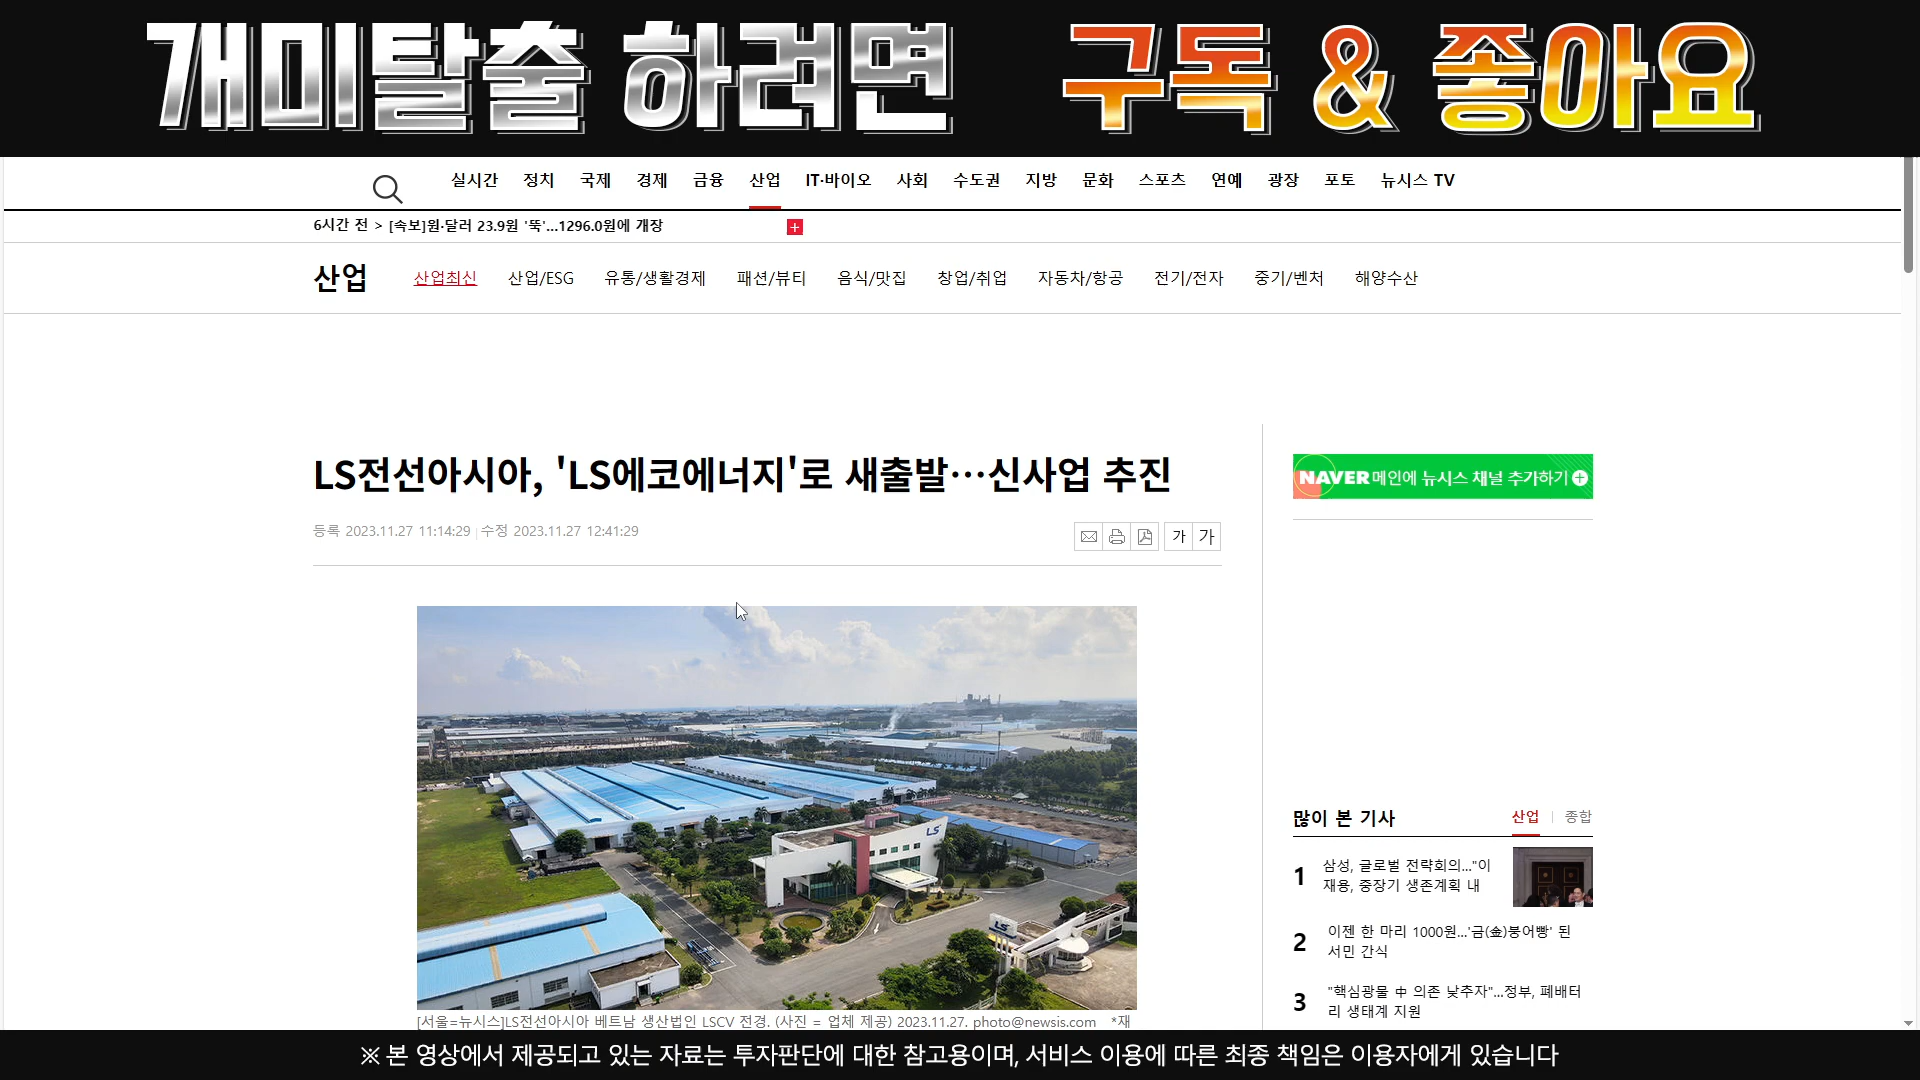 개미탈출 하려면 구독 & 좋아요
실시간 정치 국제 경제 금융 산업 IT·바이오 사회 수도권 지방 문화 스포츠 연예 광장 포토 뉴시스 TV
6시간 전 > [속보]원·달러 23.9원 '뚝'...1296.0원에 개장
산업 산업최신 산업/ESG 유통/생활경제 패션/뷰티 음식/맛집 창업/취업 자동차/항공 전기/전자 중기/벤처 해양수산
LS전선아시아, 'LS에코에너지'로 새출발…신사업 추진
등록 2023.11.27 11:14:29 | 수정 2023.11.27 12:41:29
가 가
NAVER 메인에 뉴시스 채널 추가하기
LS
LS
[서울=뉴시스]LS전선아시아 베트남 생산법인 LSCV 전경. (사진 = 업체 제공) 2023.11.27. photo@newsis.com *재
많이 본 기사 산업 | 종합
1 삼성, 글로벌 전략회의..."이
재용, 중장기 생존계획 내
2 이젠 한 마리 1000원...'금(金)붕어빵' 된
서민 간식
3 "핵심광물 中 의존 낮추자"...정부, 폐배터
리 생태계 지원
※ 본 영상에서 제공되고 있는 자료는 투자판단에 대한 참고용이며, 서비스 이용에 따른 최종 책임은 이용자에게 있습니다